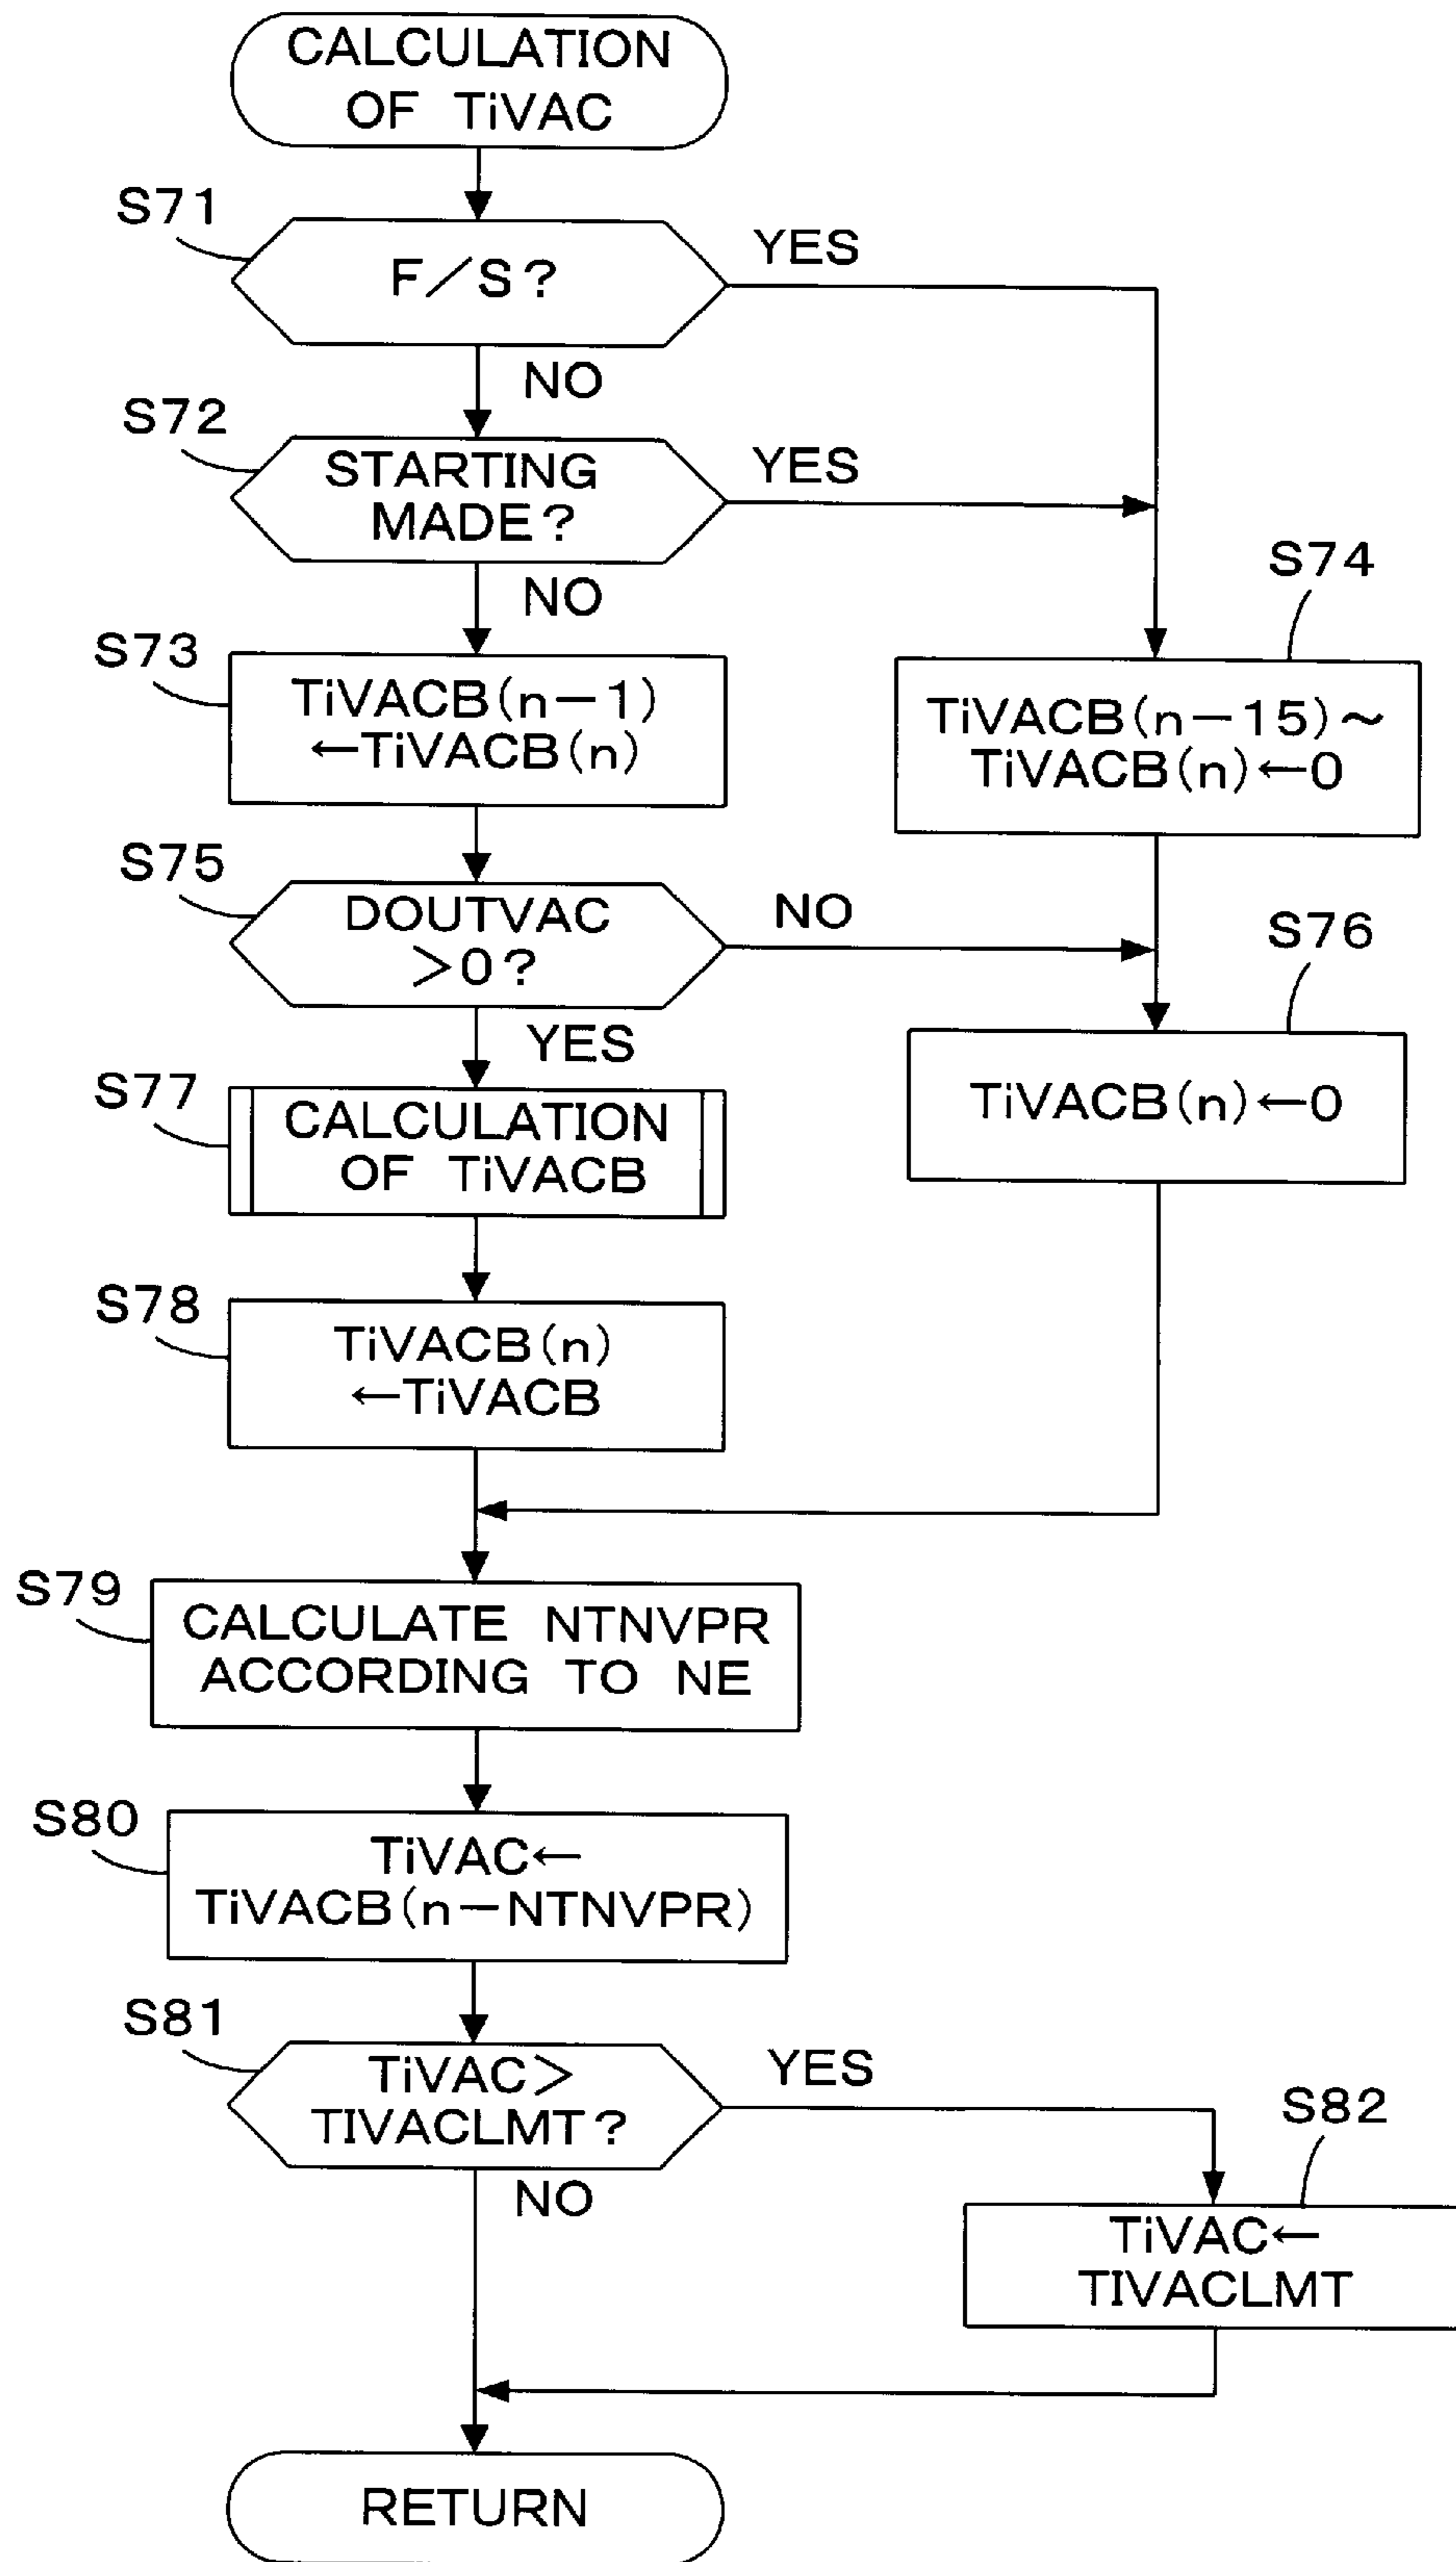 CALCULATION
OF TiVAC
S71
F/S?
YES
NO
S72
STARTING
MADE?
YES
NO
S73
TiVACB(n-1)
←TiVACB(n)
S74
TiVACB(n-15)~
TiVACB(n)←0
S75
DOUTVAC
>0?
NO
YES
S76
TiVACB(n)←0
S77
CALCULATION
OF TiVACB
S78
TiVACB(n)
←TiVACB
S79
CALCULATE NTNVPR
ACCORDING TO NE
S80
TiVAC←
TiVACB(n-NTNVPR)
S81
TiVAC>
TIVACLMT?
YES
NO
S82
TiVAC←
TIVACLMT
RETURN